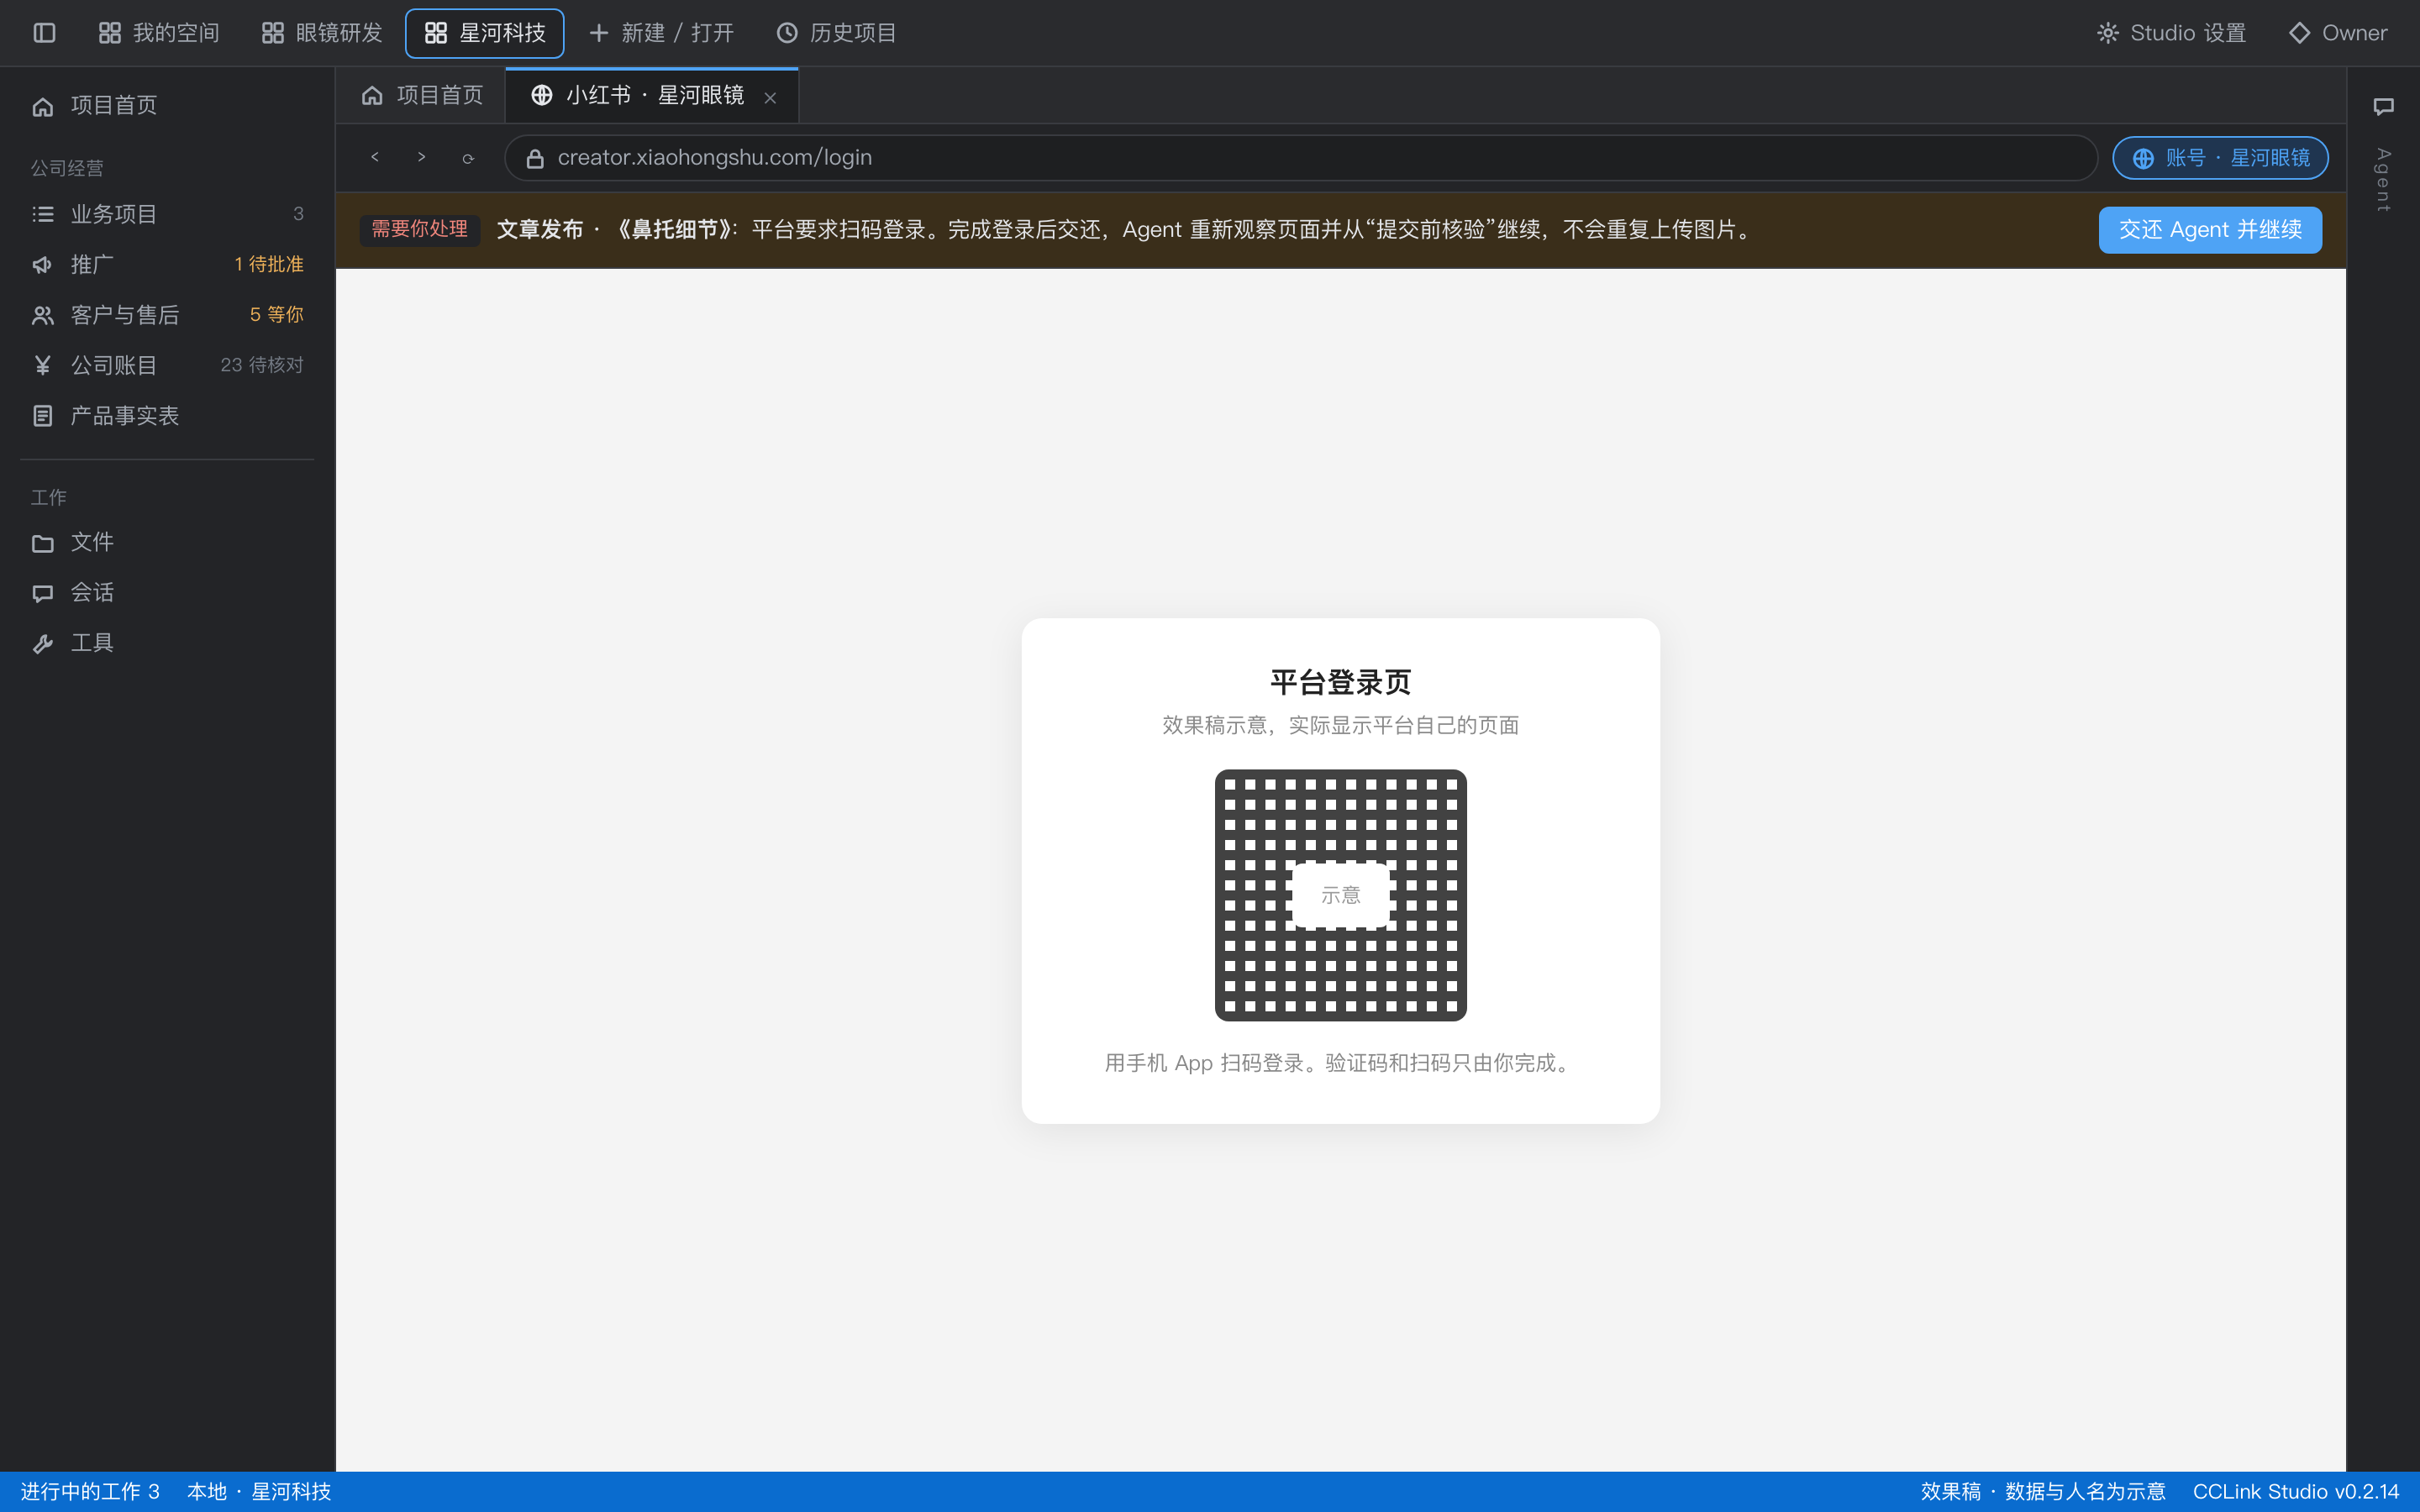 我的空间 眼镜研发 星河科技 新建 / 打开 历史项目 Studio 设置 Owner
项目首页
公司经营
业务项目 3
推广 1 待批准
客户与售后 5 等你
公司账目 23 待核对
产品事实表
工作
文件
会话
工具
项目首页 小红书 · 星河眼镜
creator.xiaohongshu.com/login 账号 · 星河眼镜
需要你处理 文章发布 · 《鼻托细节》：平台要求扫码登录。完成登录后交还，Agent 重新观察页面并从“提交前核验”继续，不会重复上传图片。 交还 Agent 并继续
平台登录页
效果稿示意，实际显示平台自己的页面
示意
用手机 App 扫码登录。验证码和扫码只由你完成。
Agent
进行中的工作 3 本地 · 星河科技 效果稿 · 数据与人名为示意 CCLink Studio v0.2.14